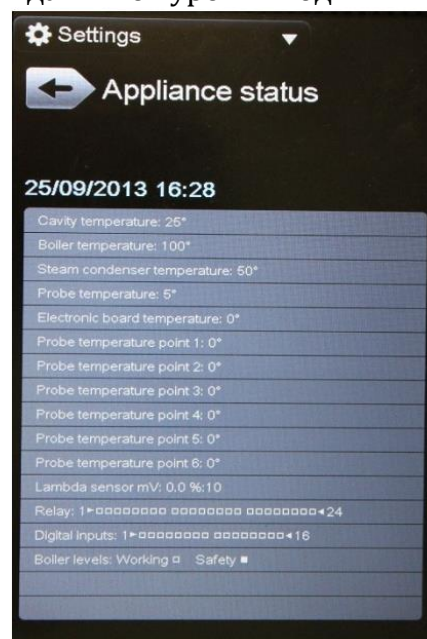 Settings
Appliance status
25/09/2013 16:28
Cavity temperature: 25°
Boiler temperature: 100°
Steam condenser temperature: 50°
Probe temperature: 5°
Electronic board temperature: 0°
Probe temperature point 1: 0°
Probe temperature point 2: 0°
Probe temperature point 3: 0°
Probe temperature point 4: 0°
Probe temperature point 5: 0°
Probe temperature point 6: 0°
Lambda sensor mV: 0.0 %:10
Relay: 1►□□□□□□□□ □□□□□□□□ □□□□□□□□◄24
Digital inputs: 1►□□□□□□□□ □□□□□□□□◄16
Boiler levels: Working □ Safety ■